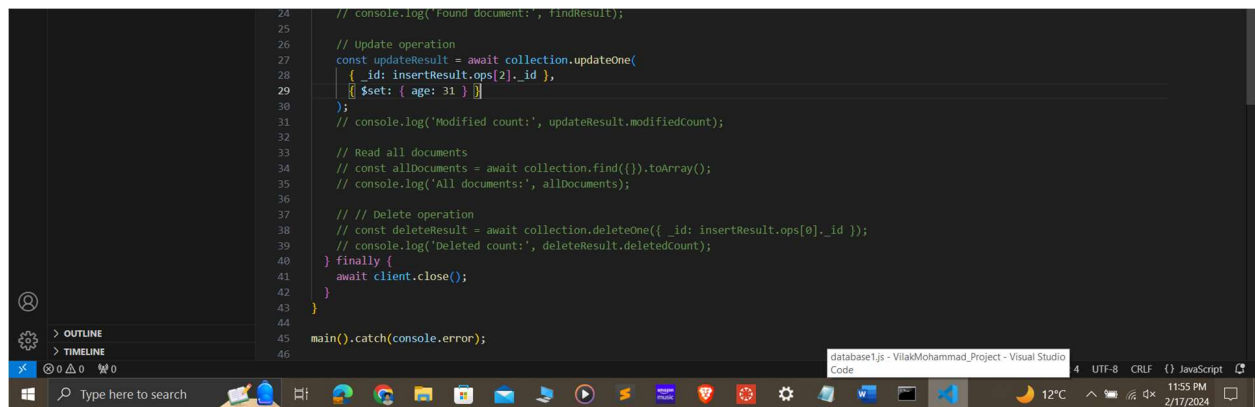 24 // console.log('Found document:', findResult);
25
26 // Update operation
27 const updateResult = await collection.updateOne(
28 { _id: insertResult.ops[2]._id },
29 { $set: { age: 31 } }
30 );
31 // console.log('Modified count:', updateResult.modifiedCount);
32
33 // Read all documents
34 // const allDocuments = await collection.find({}).toArray();
35 // console.log('All documents:', allDocuments);
36
37 // // Delete operation
38 // const deleteResult = await collection.deleteOne({ _id: insertResult.ops[0]._id });
39 // console.log('Deleted count:', deleteResult.deletedCount);
40 } finally {
41 await client.close();
42 }
43 }
44
45 main().catch(console.error);
46
> OUTLINE
> TIMELINE
database1.js - VilakMohammad_Project - Visual Studio
Code
0 0 0 4 UTF-8 CRLF {} JavaScript
Type here to search
amazon music
12°C
11:55 PM
2/17/2024